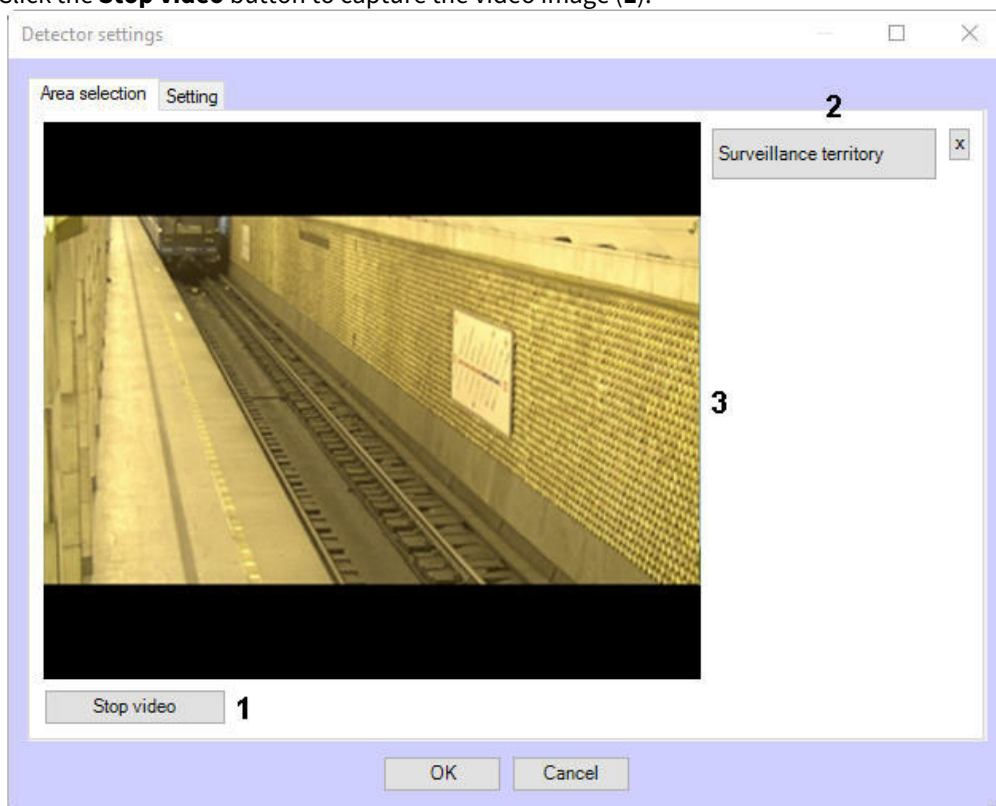 Click the Stop video button to capture the video image (1).
Detector settings
Area selection Setting
2
Surveillance territory x
3
Stop video 1
OK Cancel